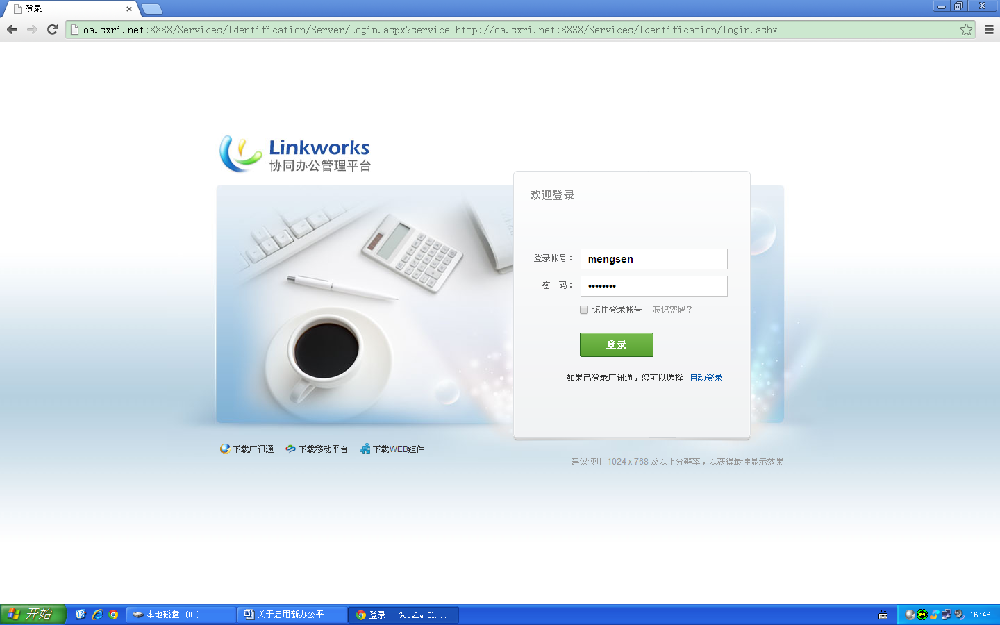 登录
oa.sxri.net:8888/Services/Identification/Server/Login.aspx?service=http://oa.sxri.net:8888/Services/Identification/login.ashx
Linkworks
协同办公管理平台
欢迎登录
登录帐号：
mengsen
密 码：
••••••••
记住登录帐号 忘记密码?
登录
如果已登录广讯通，您可以选择 自动登录
下载广讯通 下载移动平台 下载WEB组件
建议使用 1024 x 768 及以上分辨率，以获得最佳显示效果
开始 本地磁盘 (D:) 关于启用新办公平... 登录 - Google Ch... 16:46